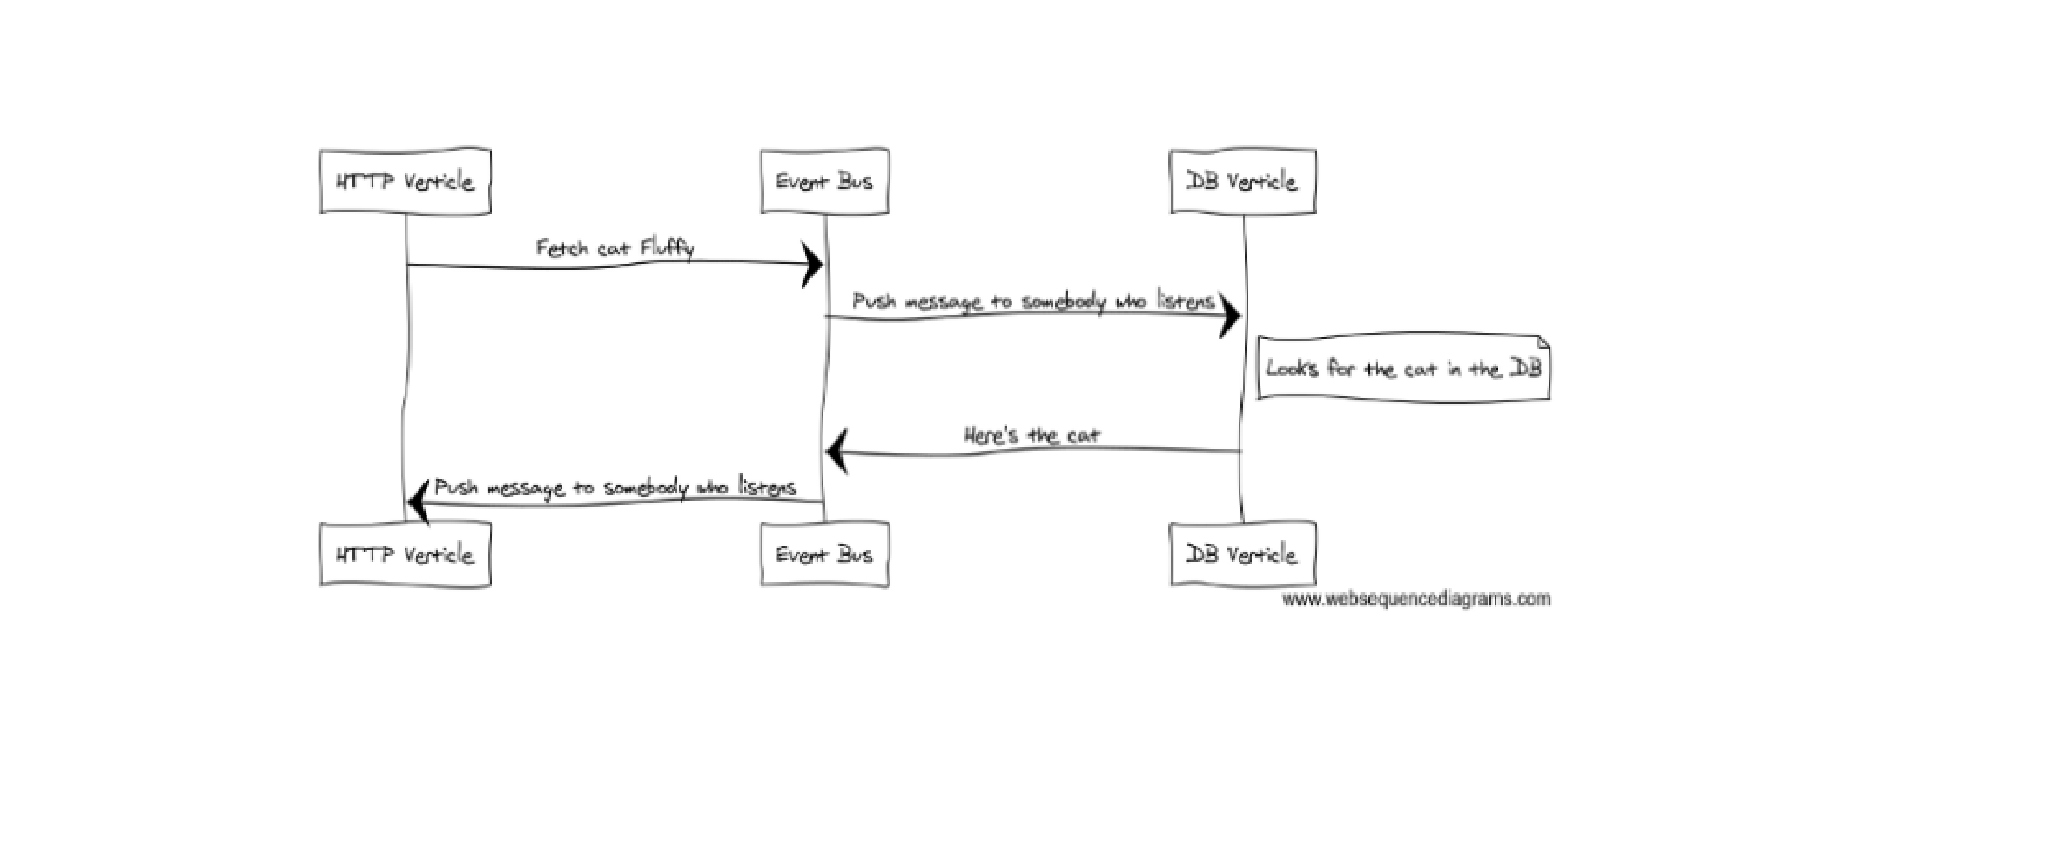 HTTP Verticle
Event Bus
DB Verticle
Fetch cat Fluffy
Push message to somebody who listens
Looks for the cat in the DB
Here's the cat
Push message to somebody who listens
HTTP Verticle
Event Bus
DB Verticle
www.websequencediagrams.com